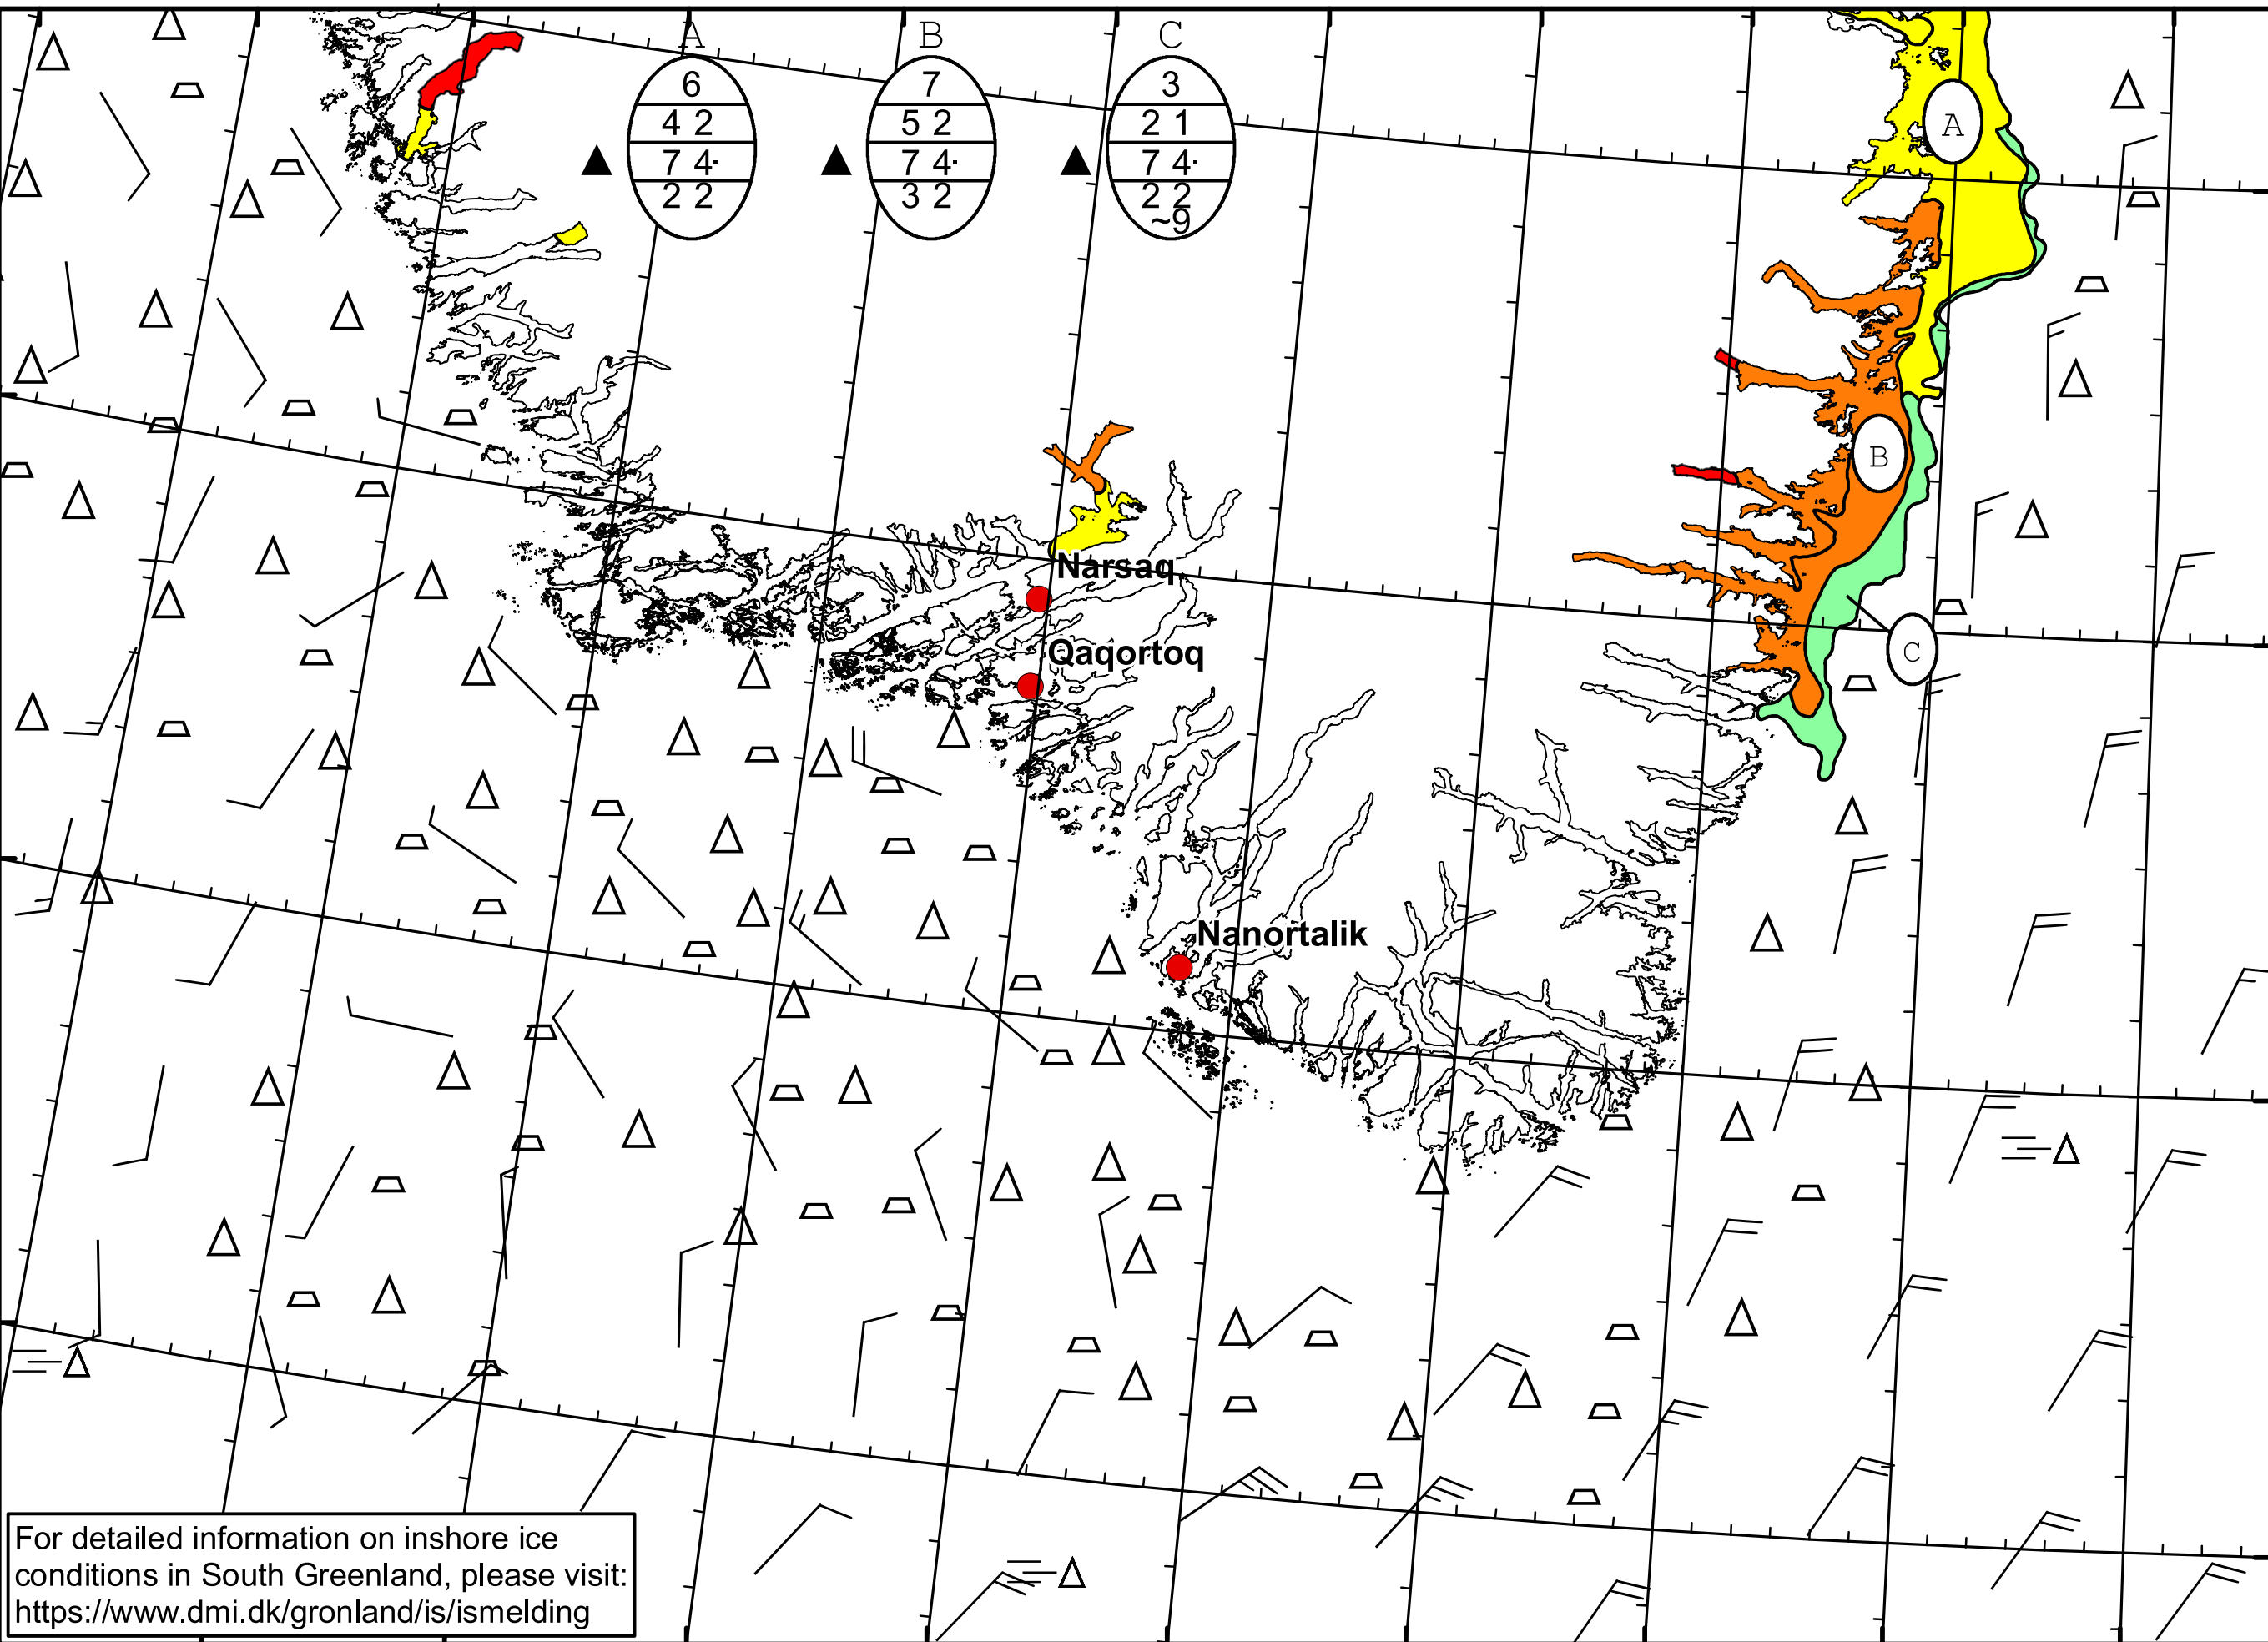 A B C
6 7 3
4 2 5 2 2 1
7 4· 7 4· 7 4·
2 2 3 2 2 2
~9
A
B
Narsaq
Qaqortoq
C
Nanortalik
For detailed information on inshore ice
conditions in South Greenland, please visit:
https://www.dmi.dk/gronland/is/ismelding